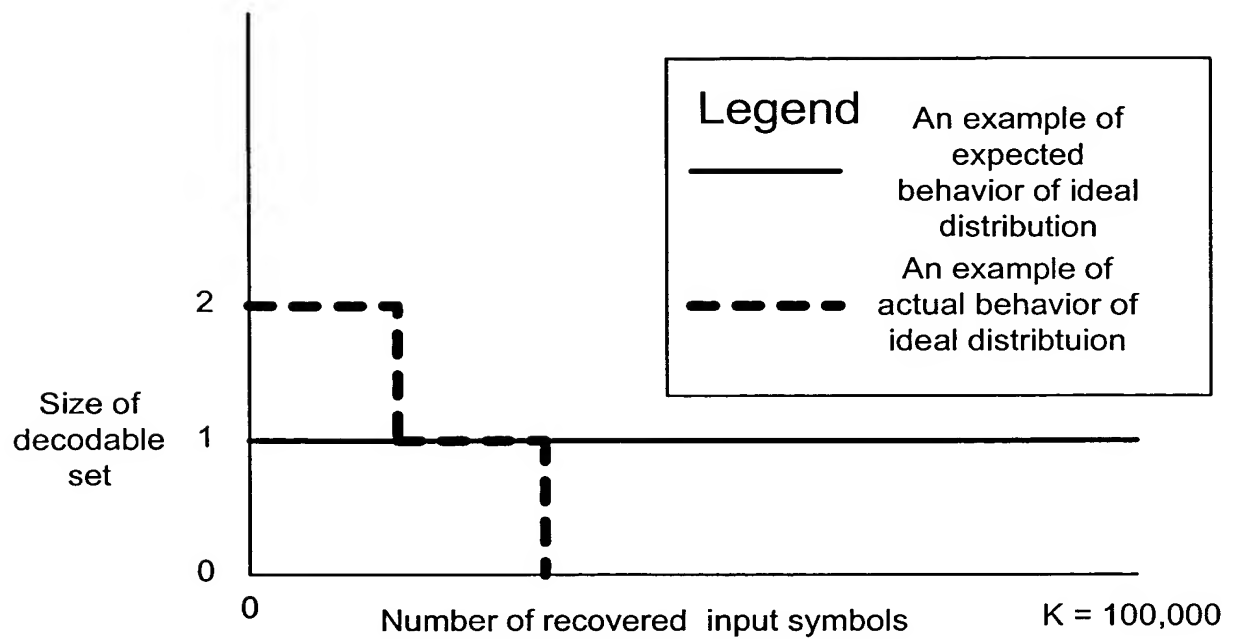 Legend
An example of
expected
behavior of ideal
distribution
An example of
actual behavior of
ideal distribtuion
2
Size of
decodable
set
1
0
0
Number of recovered input symbols
K = 100,000